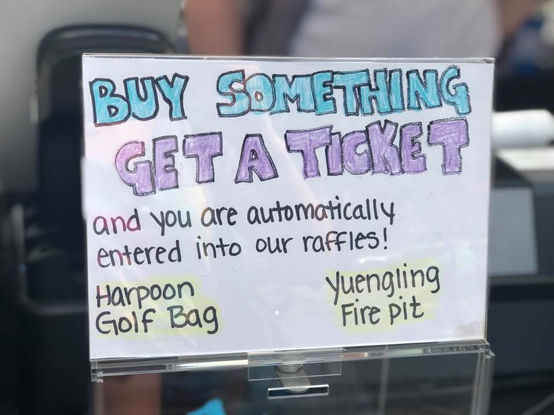 BUY SOMETHING
GET A TICKET
and you are automatically
entered into our raffles!
Harpoon
Golf Bag
Yuengling
Fire pit